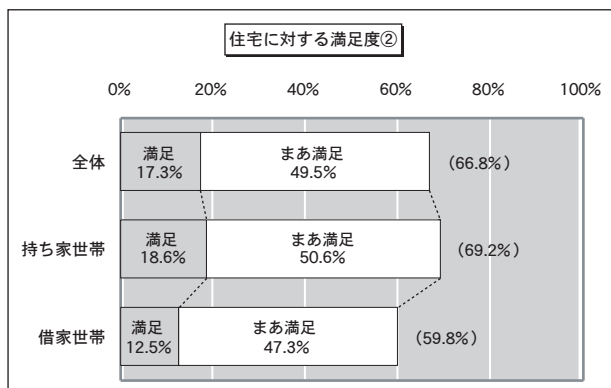 住宅に対する満足度②
0% 20% 40% 60% 80% 100%
全体
満足
17.3%
まあ満足
49.5%
(66.8%)
持ち家世帯
満足
18.6%
まあ満足
50.6%
(69.2%)
借家世帯
満足
12.5%
まあ満足
47.3%
(59.8%)